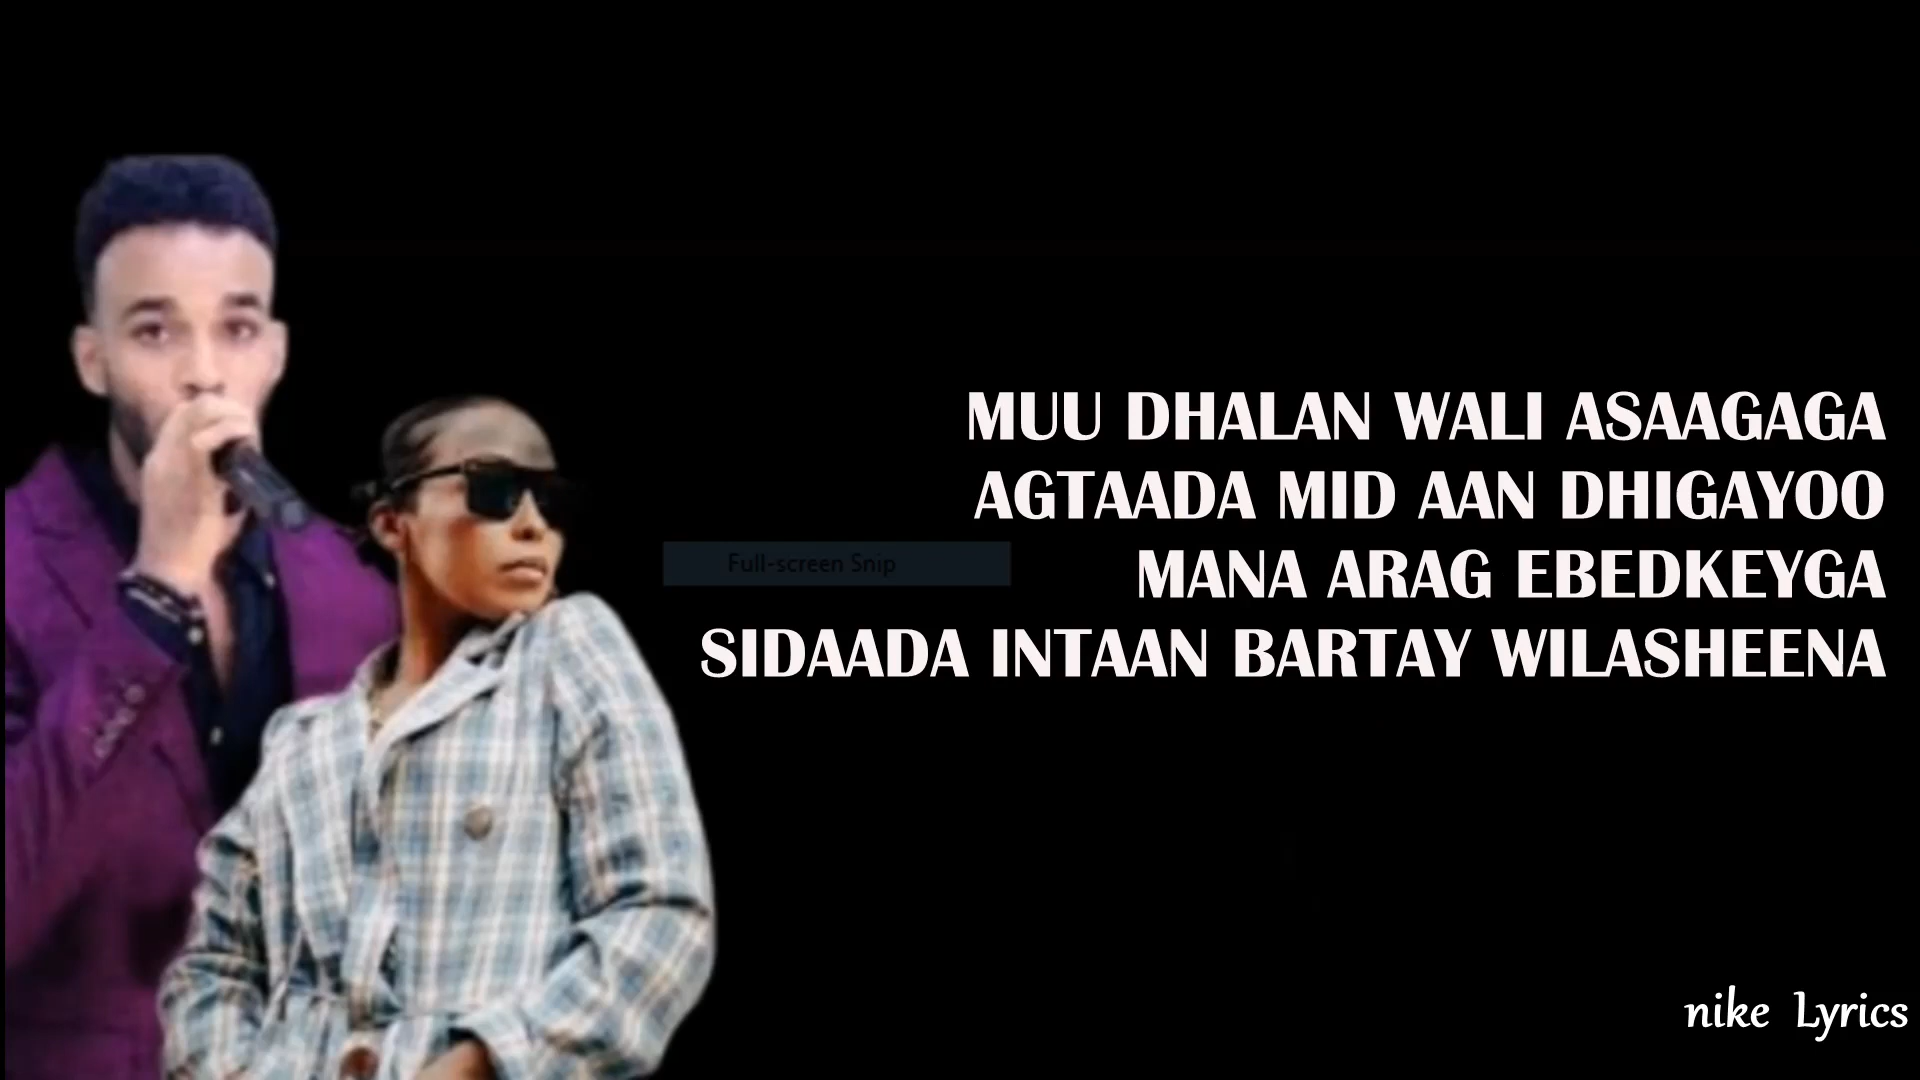 MUU DHALAN WALI ASAAGAGA
AGTAADA MID AAN DHIGAYOO
Full-screen Snip
MANA ARAG EBEDKEYGA
SIDAADA INTAAN BARTAY WILASHEENA
nike Lyrics